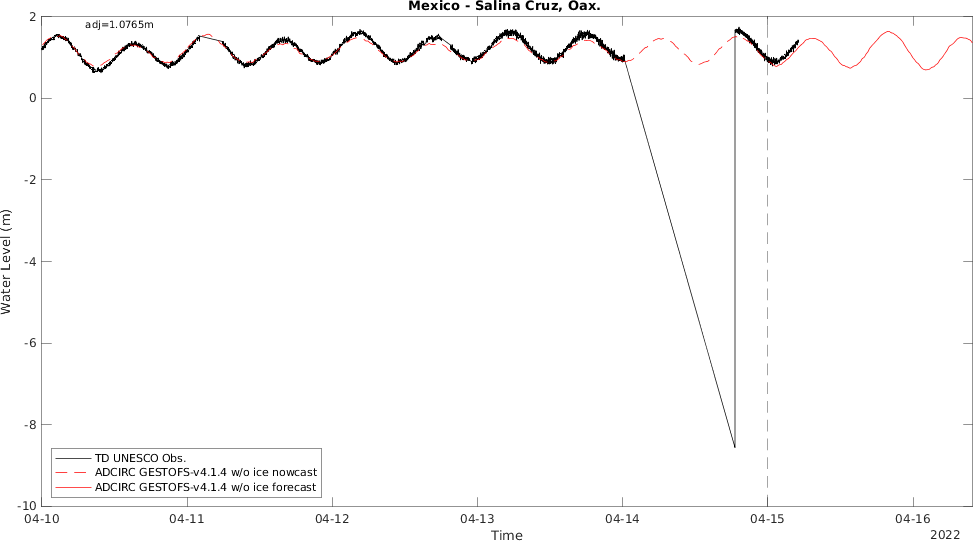 Mexico - Salina Cruz, Oax.
adj=1.0765m
2
0
-2
-4
-6
-8
-10
Water Level (m)
TD UNESCO Obs.
ADCIRC GESTOFS-v4.1.4 w/o ice nowcast
ADCIRC GESTOFS-v4.1.4 w/o ice forecast
04-10 04-11 04-12 04-13 04-14 04-15 04-16
Time
2022